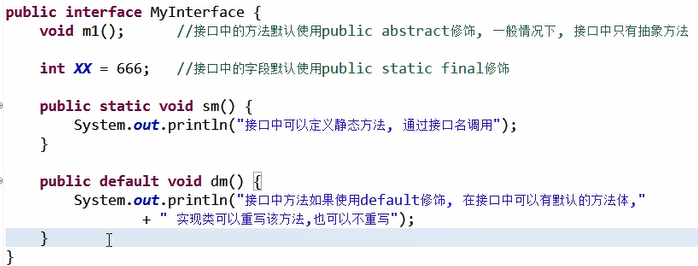 public interface MyInterface {
void m1(); //接口中的方法默认使用public abstract修饰, 一般情况下, 接口中只有抽象方法
int XX = 666; //接口中的字段默认使用public static final修饰
public static void sm() {
System.out.println("接口中可以定义静态方法, 通过接口名调用");
}
public default void dm() {
System.out.println("接口中方法如果使用default修饰, 在接口中可以有默认的方法体,"
+ " 实现类可以重写该方法,也可以不重写");
}
}